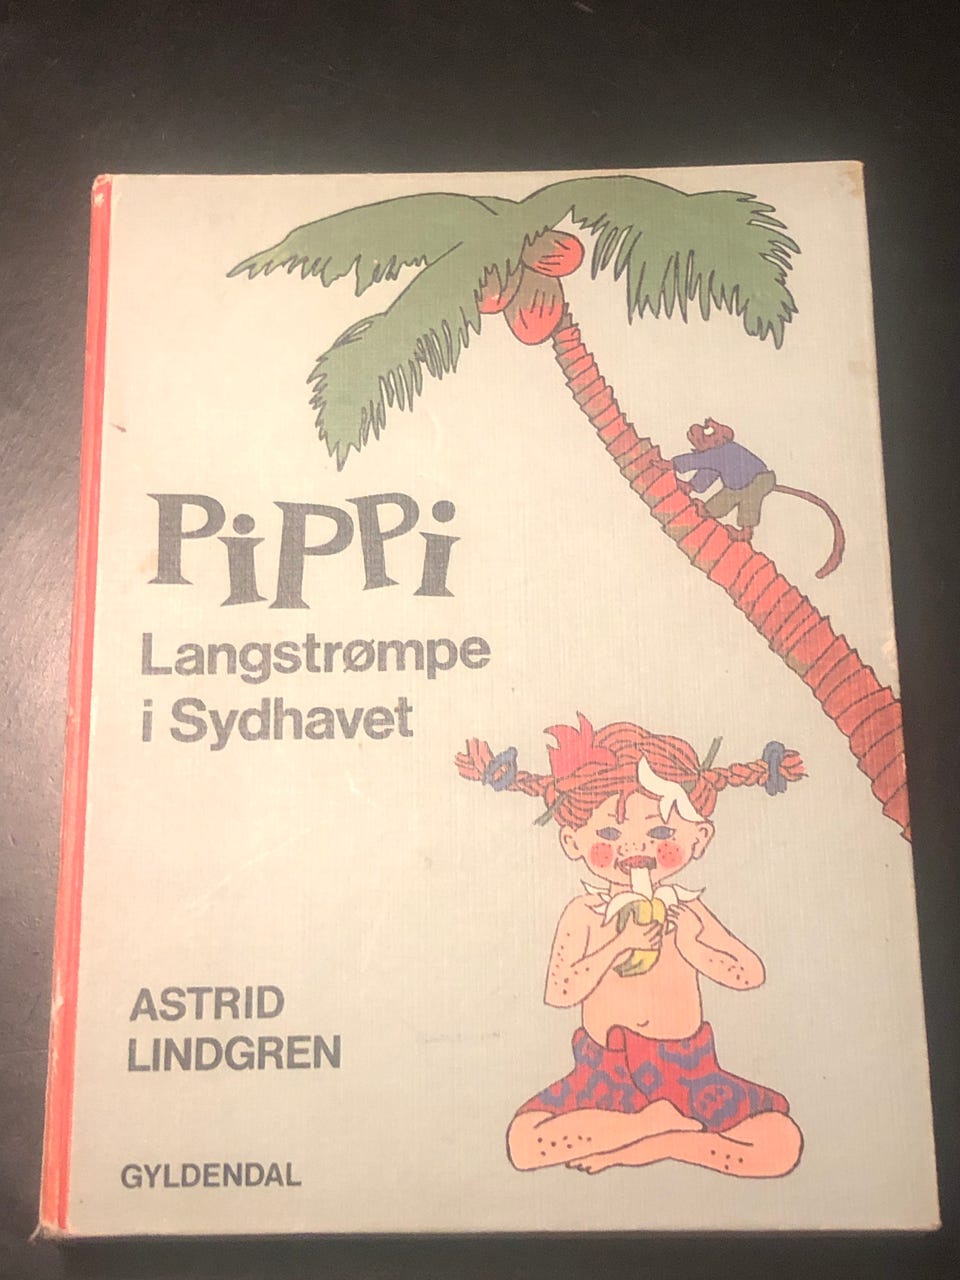 PiPPi
Langstrømpe
i Sydhavet
ASTRID
LINDGREN
GYLDENDAL